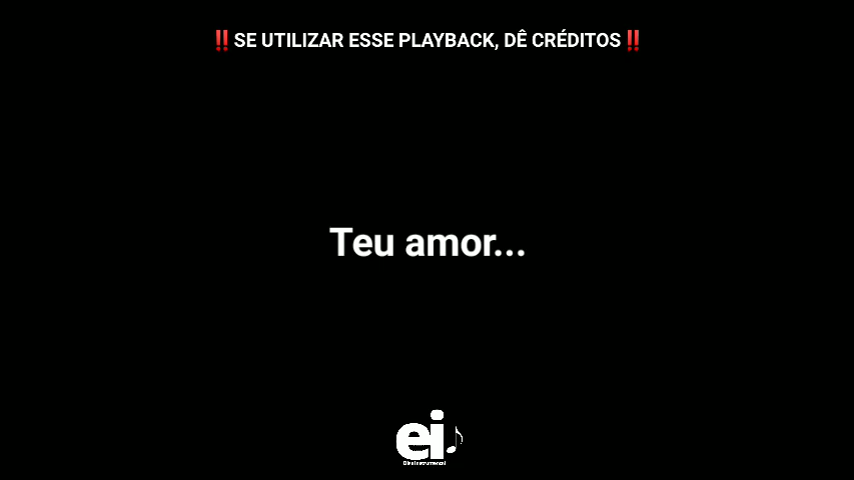 ‼️SE UTILIZAR ESSE PLAYBACK, DÊ CRÉDITOS‼️
Teu amor...
ei